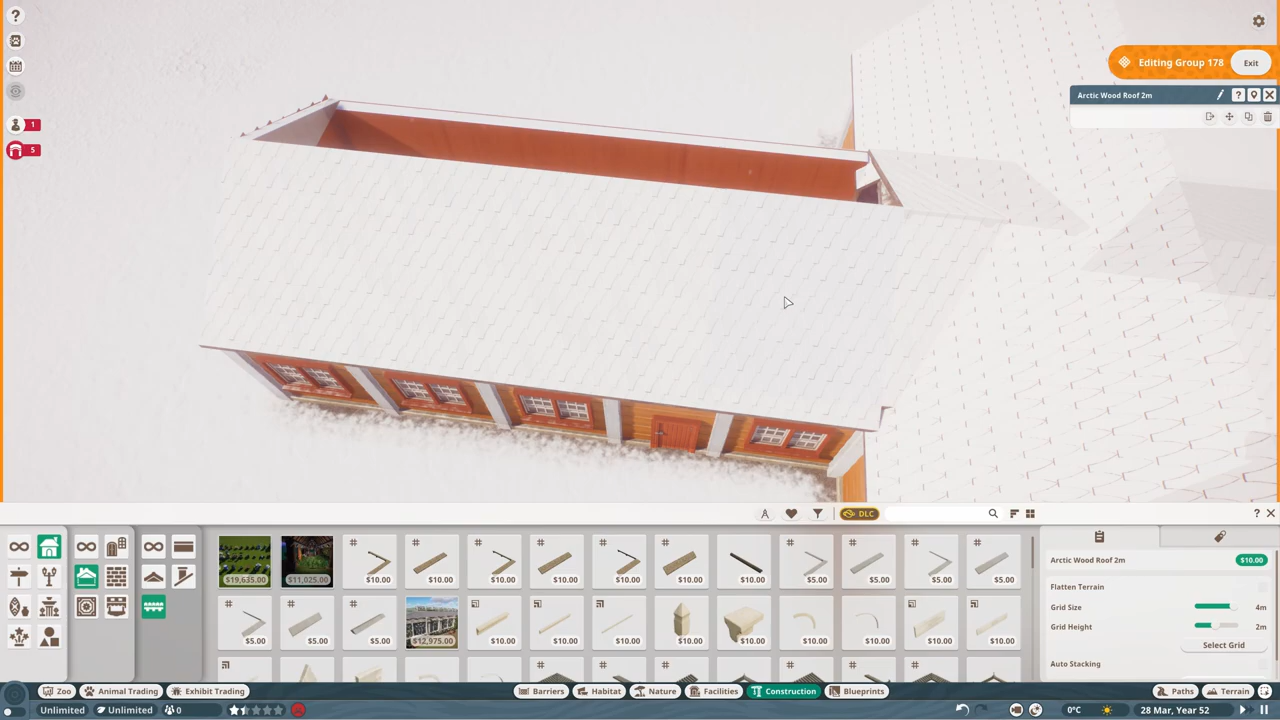 ?
Editing Group 178
Exit
Arctic Wood Roof 2m
?
1
5
DLC
?
$19,635.00
$11,025.00
$10.00
$10.00
$10.00
$10.00
$10.00
$10.00
$10.00
$5.00
$5.00
$5.00
$5.00
$5.00
$5.00
$5.00
$12,975.00
$10.00
$10.00
$10.00
$10.00
$10.00
$10.00
$10.00
$10.00
$10.00
Arctic Wood Roof 2m
$10.00
Flatten Terrain
Grid Size
4m
Grid Height
2m
Select Grid
Auto Stacking
Zoo
Animal Trading
Exhibit Trading
Barriers
Habitat
Nature
Facilities
Construction
Blueprints
Paths
Terrain
Unlimited
Unlimited
0
0°C
28 Mar, Year 52